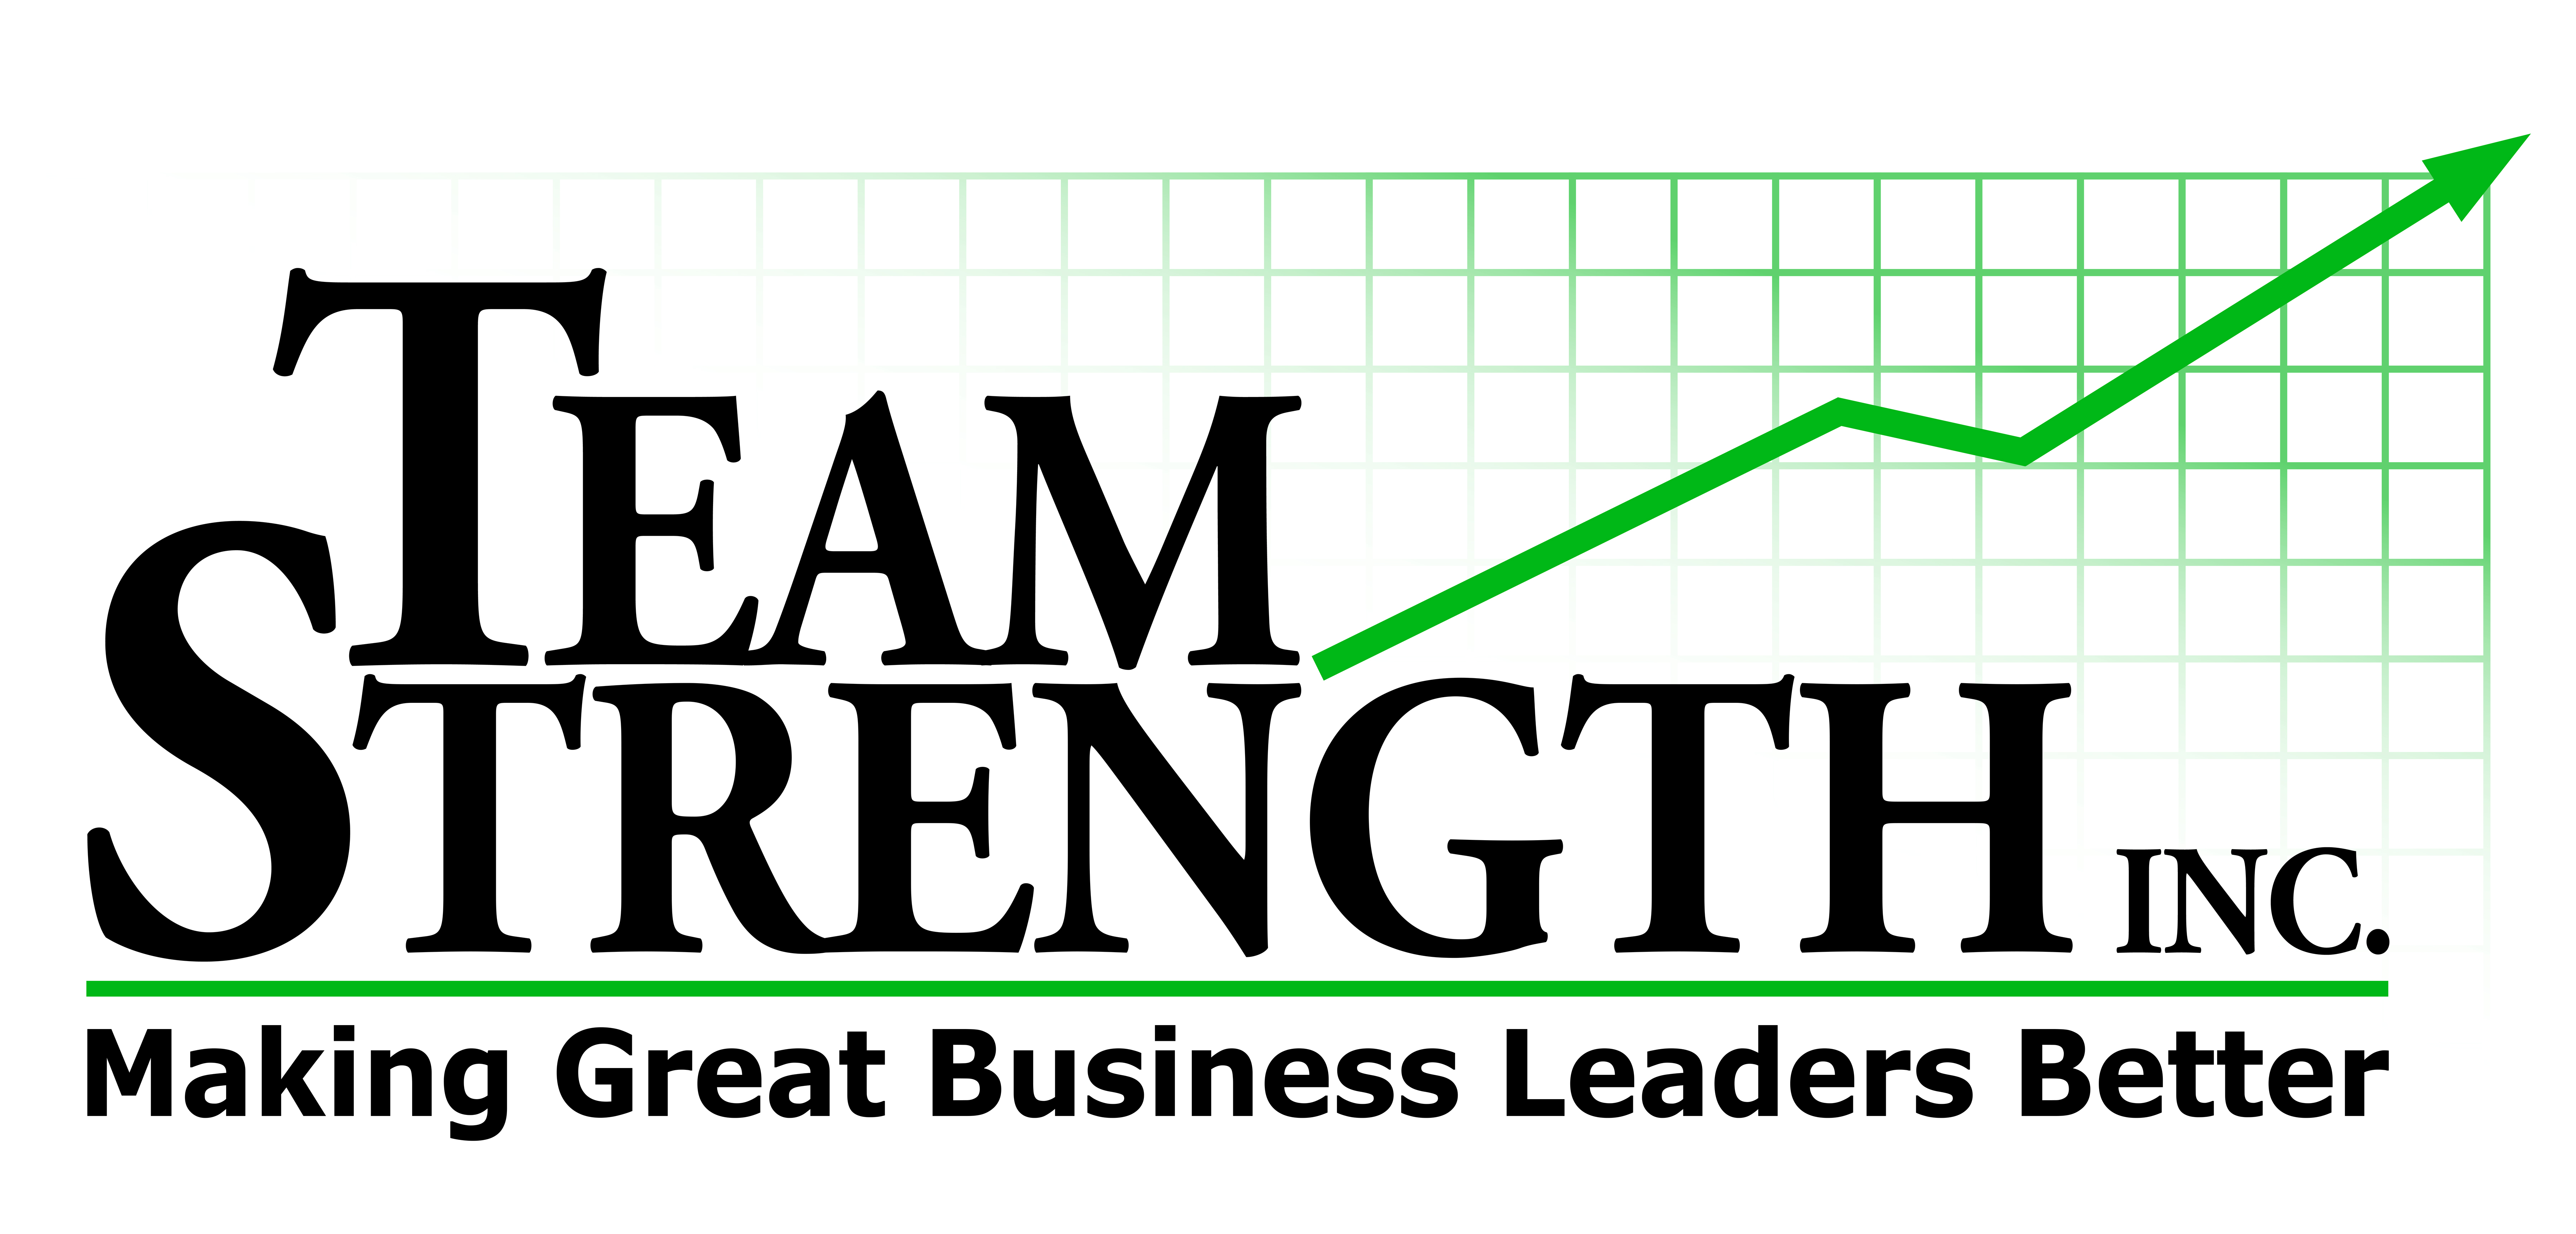 TEAM
STRENGTH INC.
Making Great Business Leaders Better